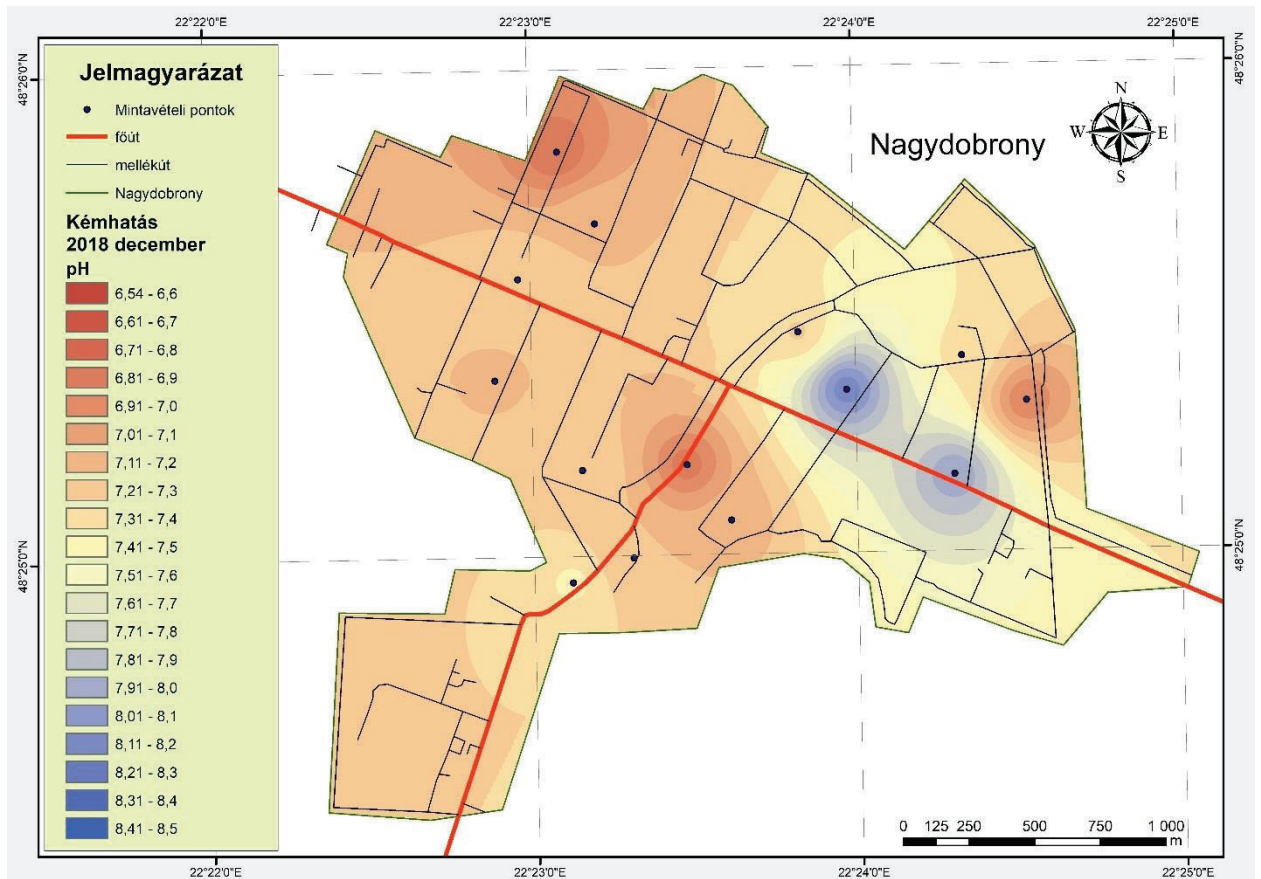 22°22'0"E
22°23'0"E
22°24'0"E
22°25'0"E
48°26'0"N
48°26'0"N
Jelmagyarázat
Mintavételi pontok
főút
mellékút
Nagydobrony
Kémhatás
2018 december
pH
6,54 - 6,6
6,61 - 6,7
6,71 - 6,8
6,81 - 6,9
6,91 - 7,0
7,01 - 7,1
7,11 - 7,2
7,21 - 7,3
7,31 - 7,4
7,41 - 7,5
7,51 - 7,6
7,61 - 7,7
7,71 - 7,8
7,81 - 7,9
7,91 - 8,0
8,01 - 8,1
8,11 - 8,2
8,21 - 8,3
8,31 - 8,4
8,41 - 8,5
Nagydobrony
N
W E
S
48°25'0"N
48°25'0"N
0 125 250 500 750 1 000
m
22°22'0"E
22°23'0"E
22°24'0"E
22°25'0"E